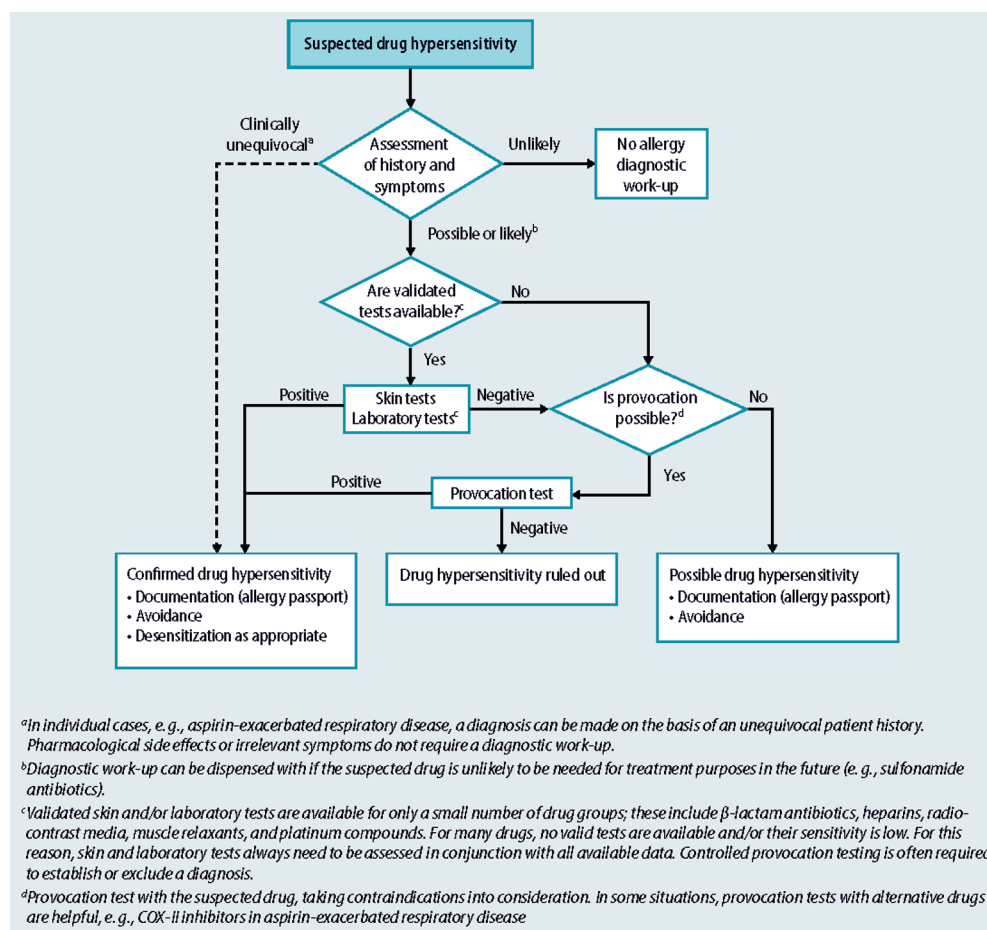 Suspected drug hypersensitivity
Clinically
unequivocalᵃ
Assessment
of history and
symptoms
Unlikely
No allergy
diagnostic
work-up
Possible or likelyᵇ
Are validated
tests available?ᶜ
No
Yes
Positive
Skin tests
Laboratory testsᶜ
Negative
Is provocation
possible?ᵈ
No
Yes
Positive
Provocation test
Negative
Confirmed drug hypersensitivity
• Documentation (allergy passport)
• Avoidance
• Desensitization as appropriate
Drug hypersensitivity ruled out
Possible drug hypersensitivity
• Documentation (allergy passport)
• Avoidance
ᵃIn individual cases, e. g., aspirin-exacerbated respiratory disease, a diagnosis can be made on the basis of an unequivocal patient history.
Pharmacological side effects or irrelevant symptoms do not require a diagnostic work-up.
ᵇDiagnostic work-up can be dispensed with if the suspected drug is unlikely to be needed for treatment purposes in the future (e. g., sulfonamide
antibiotics).
ᶜValidated skin and/or laboratory tests are available for only a small number of drug groups; these include β-lactam antibiotics, heparins, radio-
contrast media, muscle relaxants, and platinum compounds. For many drugs, no valid tests are available and/or their sensitivity is low. For this
reason, skin and laboratory tests always need to be assessed in conjunction with all available data. Controlled provocation testing is often required
to establish or exclude a diagnosis.
ᵈProvocation test with the suspected drug, taking contraindications into consideration. In some situations, provocation tests with alternative drugs
are helpful, e. g., COX-II inhibitors in aspirin-exacerbated respiratory disease